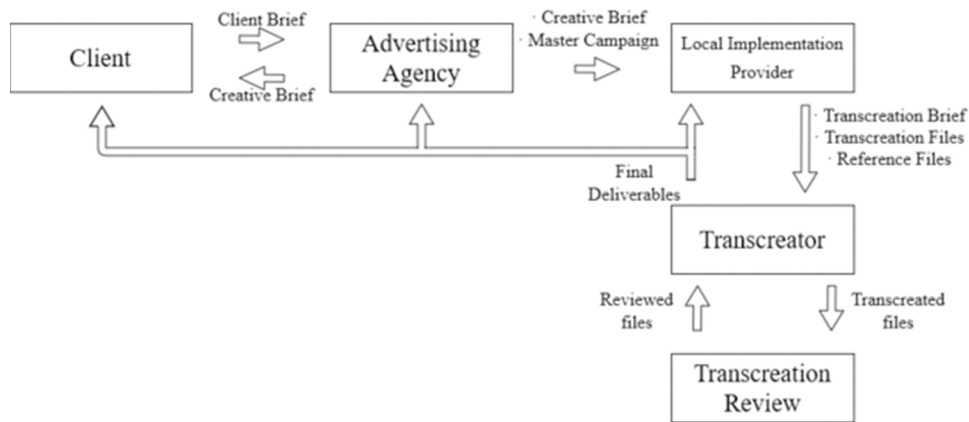 Client
Client Brief
Creative Brief
Advertising
Agency
· Creative Brief
· Master Campaign
Local Implementation
Provider
· Transcreation Brief
· Transcreation Files
· Reference Files
Final
Deliverables
Transcreator
Reviewed
files
Transcreated
files
Transcreation
Review